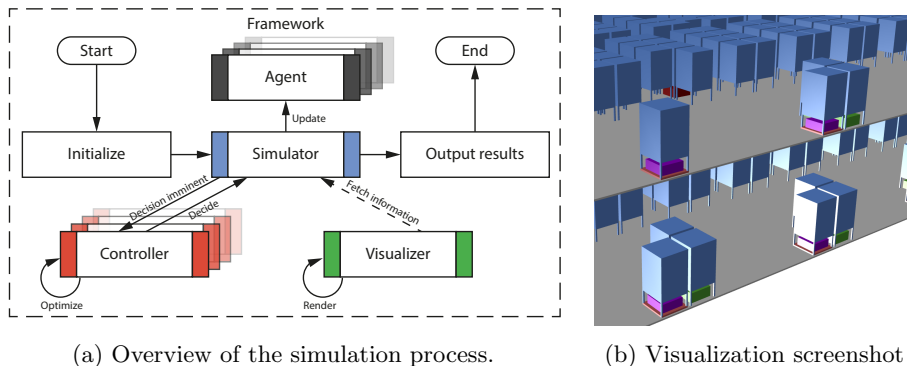 Framework
Start
End
Agent
Update
Initialize
Simulator
Output results
Decision imminent
Decide
Fetch information
Controller
Visualizer
Optimize
Render
(a) Overview of the simulation process.
(b) Visualization screenshot